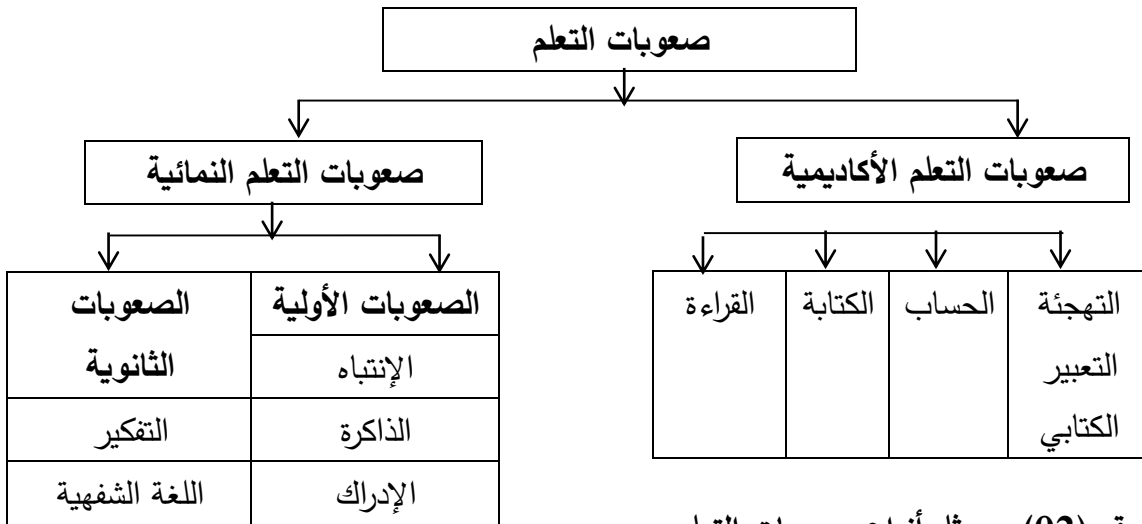 صعوبات التعلم
صعوبات التعلم الأكاديمية
صعوبات التعلم النمائية
التهجئة
التعبير
الكتابي
الحساب
الكتابة
القراءة
الصعوبات الأولية
الإنتباه
الذاكرة
الإدراك
الصعوبات
الثانوية
التفكير
اللغة الشفهية
(02)